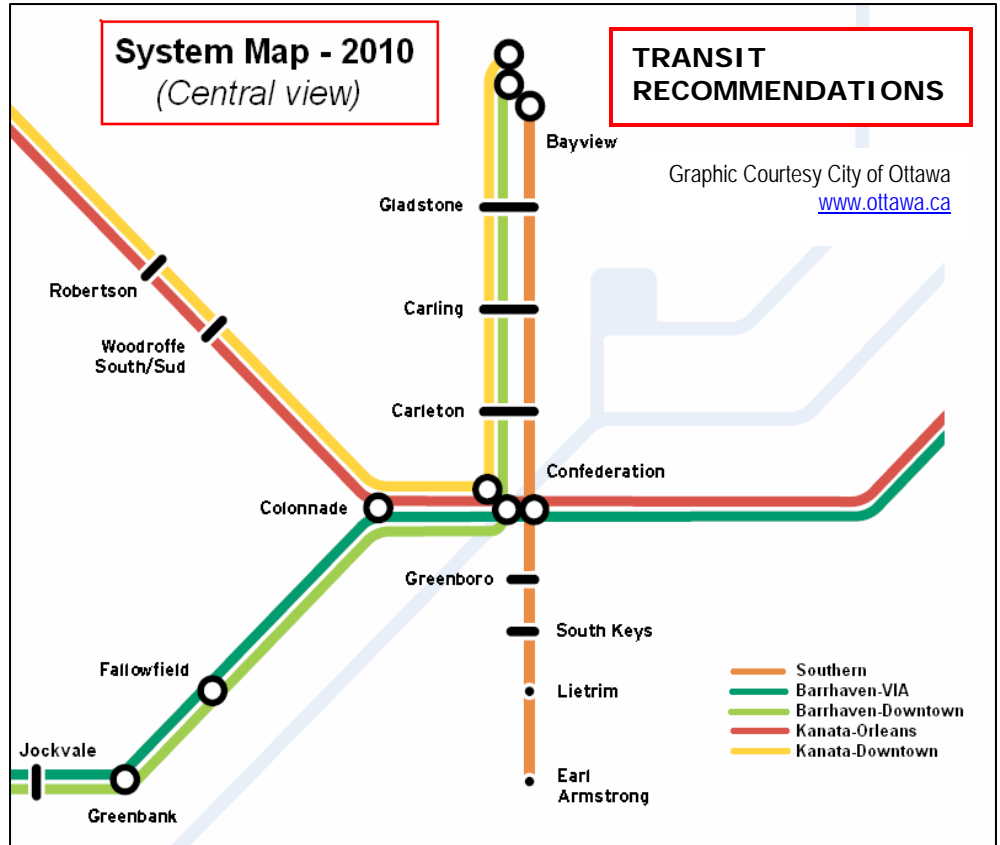 System Map - 2010
(Central view)
TRANSIT
RECOMMENDATIONS
Graphic Courtesy City of Ottawa
www.ottawa.ca
Bayview
Gladstone
Carling
Robertson
Woodroffe
South/Sud
Carleton
Confederation
Colonnade
Greenboro
South Keys
Fallowfield
Lietrim
Jockvale
Earl
Armstrong
Greenbank
Southern
Barrhaven-VIA
Barrhaven-Downtown
Kanata-Orleans
Kanata-Downtown